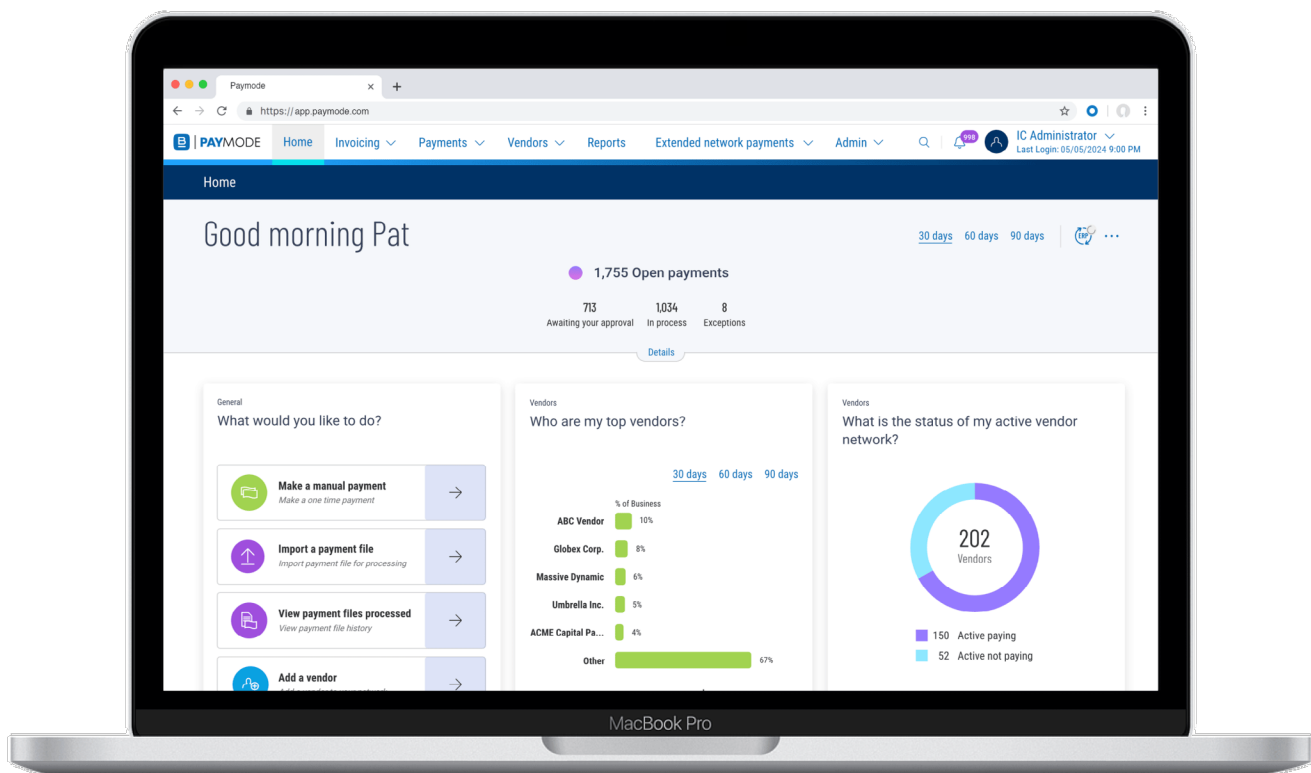 Paymode
https://app.paymode.com
B | PAYMODE
Home
Invoicing
Payments
Vendors
Reports
Extended network payments
Admin
998
IC Administrator
Last Login: 05/05/2024 9:00 PM
Home
Good morning Pat
30 days 60 days 90 days
ERP
1,755 Open payments
713 1,034 8
Awaiting your approval In process Exceptions
Details
General
What would you like to do?
Make a manual payment
Make a one time payment
Import a payment file
Import payment file for processing
View payment files processed
View payment file history
Add a vendor
Vendors
Who are my top vendors?
30 days 60 days 90 days
% of Business
ABC Vendor 10%
Globex Corp. 8%
Massive Dynamic 6%
Umbrella Inc. 5%
ACME Capital Pa... 4%
Other 67%
Vendors
What is the status of my active vendor
network?
202
Vendors
150 Active paying
52 Active not paying
MacBook Pro